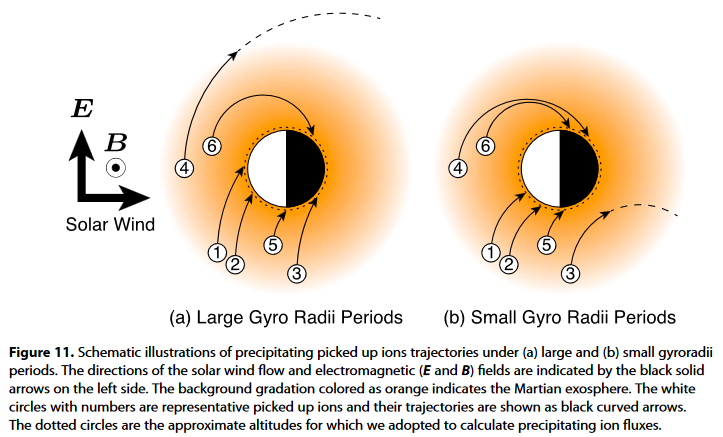 E
B
Solar Wind
6
4
1
2
5
3
(a) Large Gyro Radii Periods
4
6
1
2
5
3
(b) Small Gyro Radii Periods
Figure 11. Schematic illustrations of precipitating picked up ions trajectories under (a) large and (b) small gyroradii
periods. The directions of the solar wind flow and electromagnetic (E and B) fields are indicated by the black solid
arrows on the left side. The background gradation colored as orange indicates the Martian exosphere. The white
circles with numbers are representative picked up ions and their trajectories are shown as black curved arrows.
The dotted circles are the approximate altitudes for which we adopted to calculate precipitating ion fluxes.